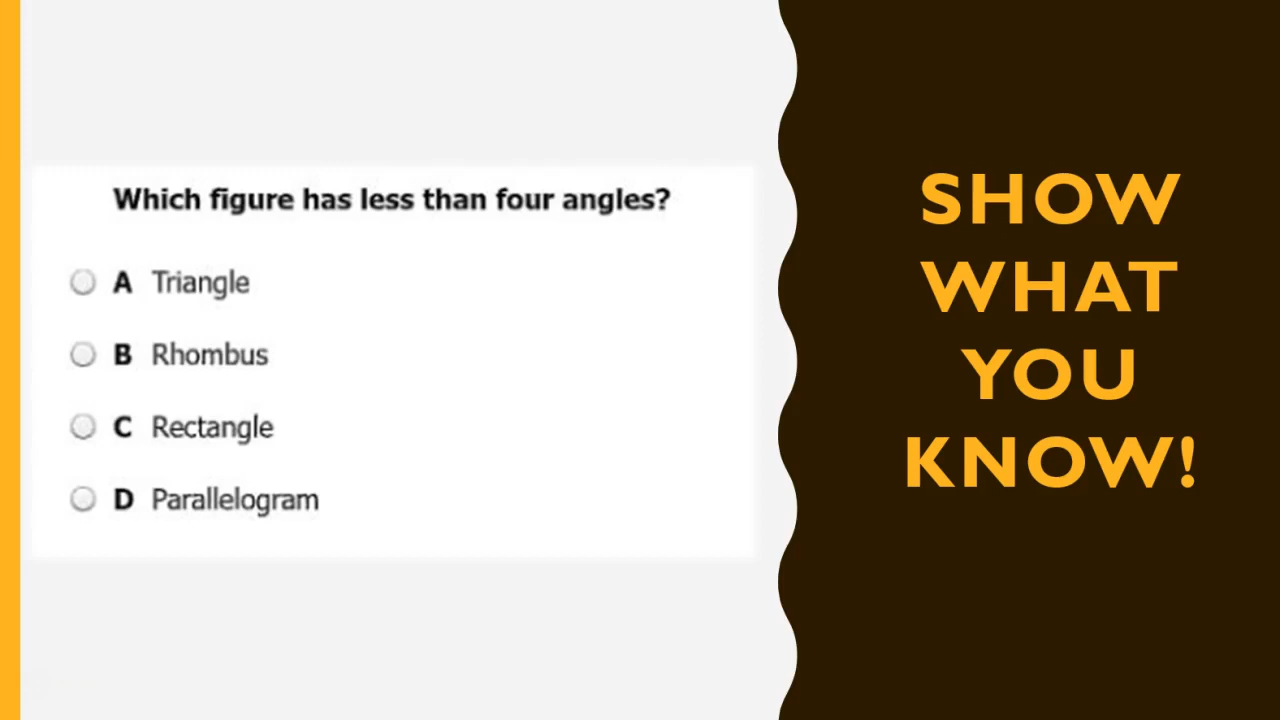 Which figure has less than four angles?
A Triangle
B Rhombus
C Rectangle
D Parallelogram
SHOW
WHAT
YOU
KNOW!